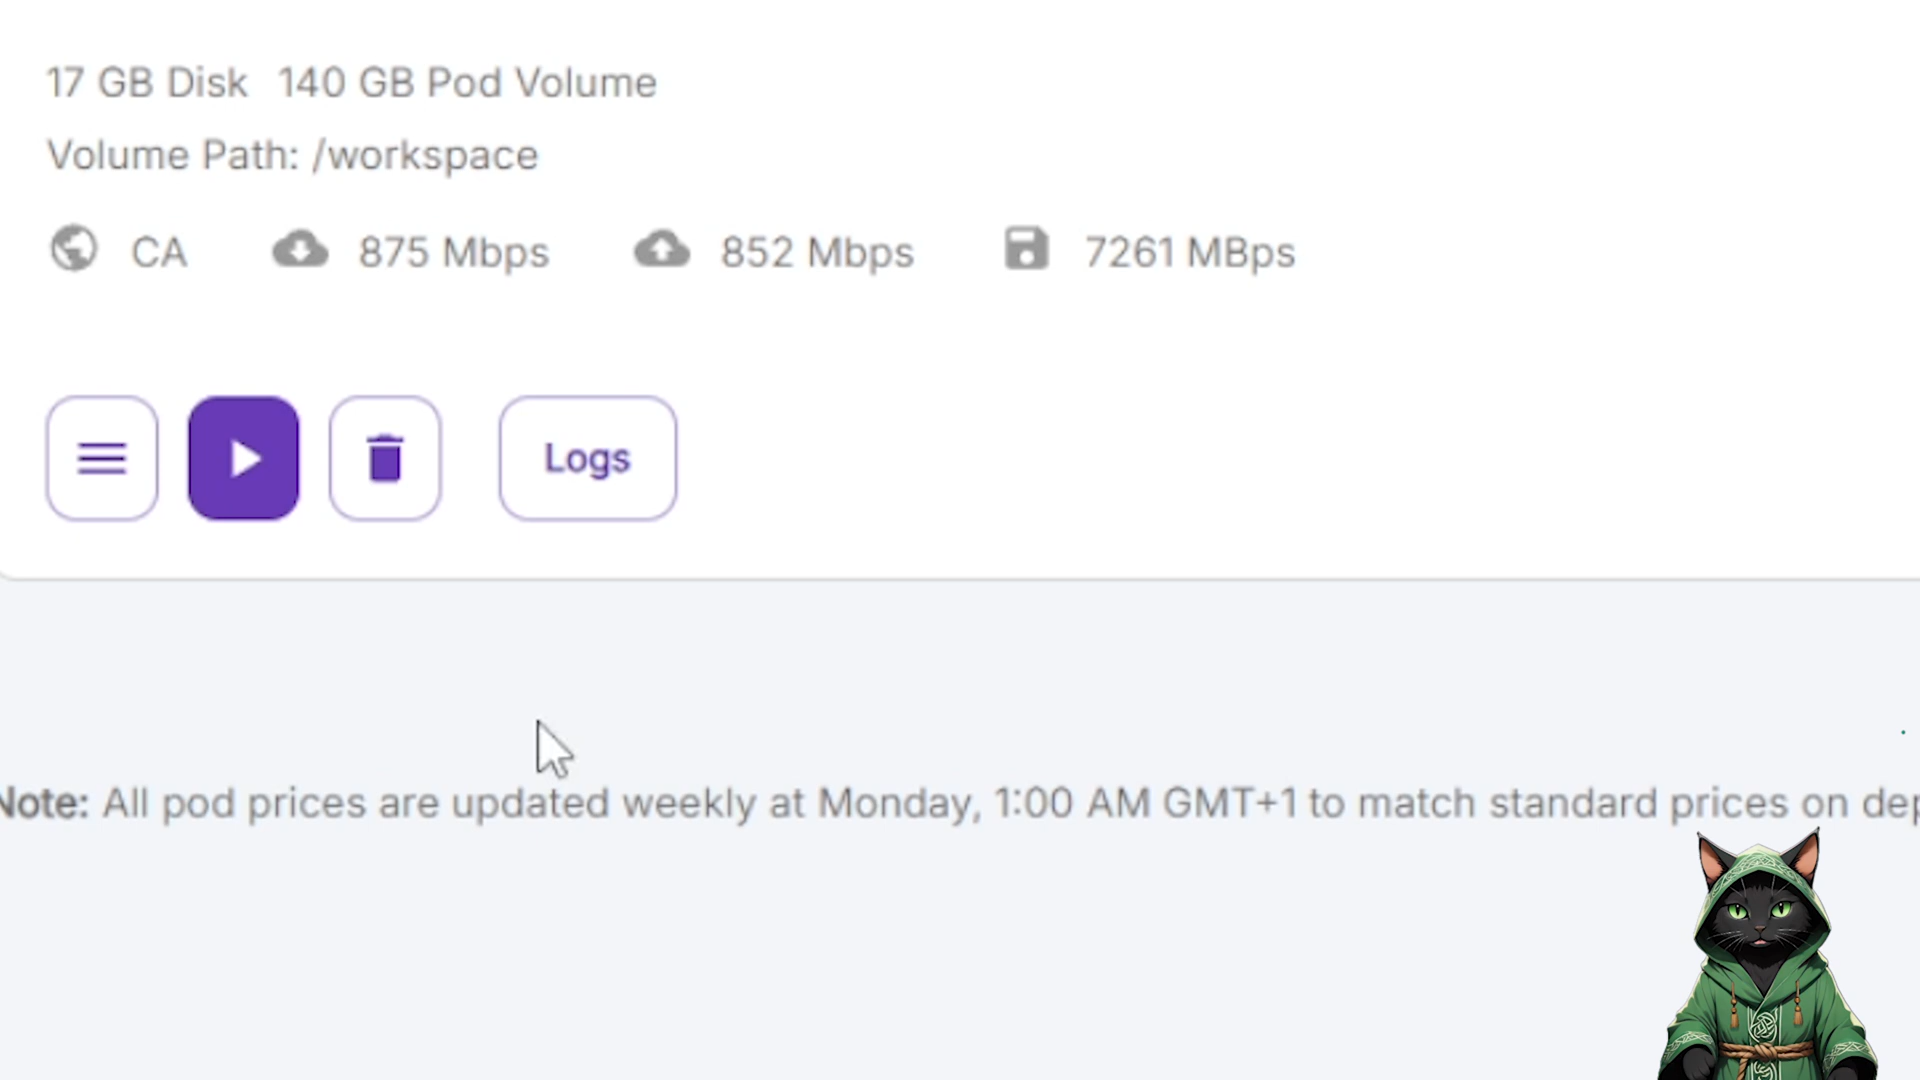 17 GB Disk 140 GB Pod Volume
Volume Path: /workspace
CA 875 Mbps 852 Mbps 7261 MBps
Logs
Note: All pod prices are updated weekly at Monday, 1:00 AM GMT+1 to match standard prices on